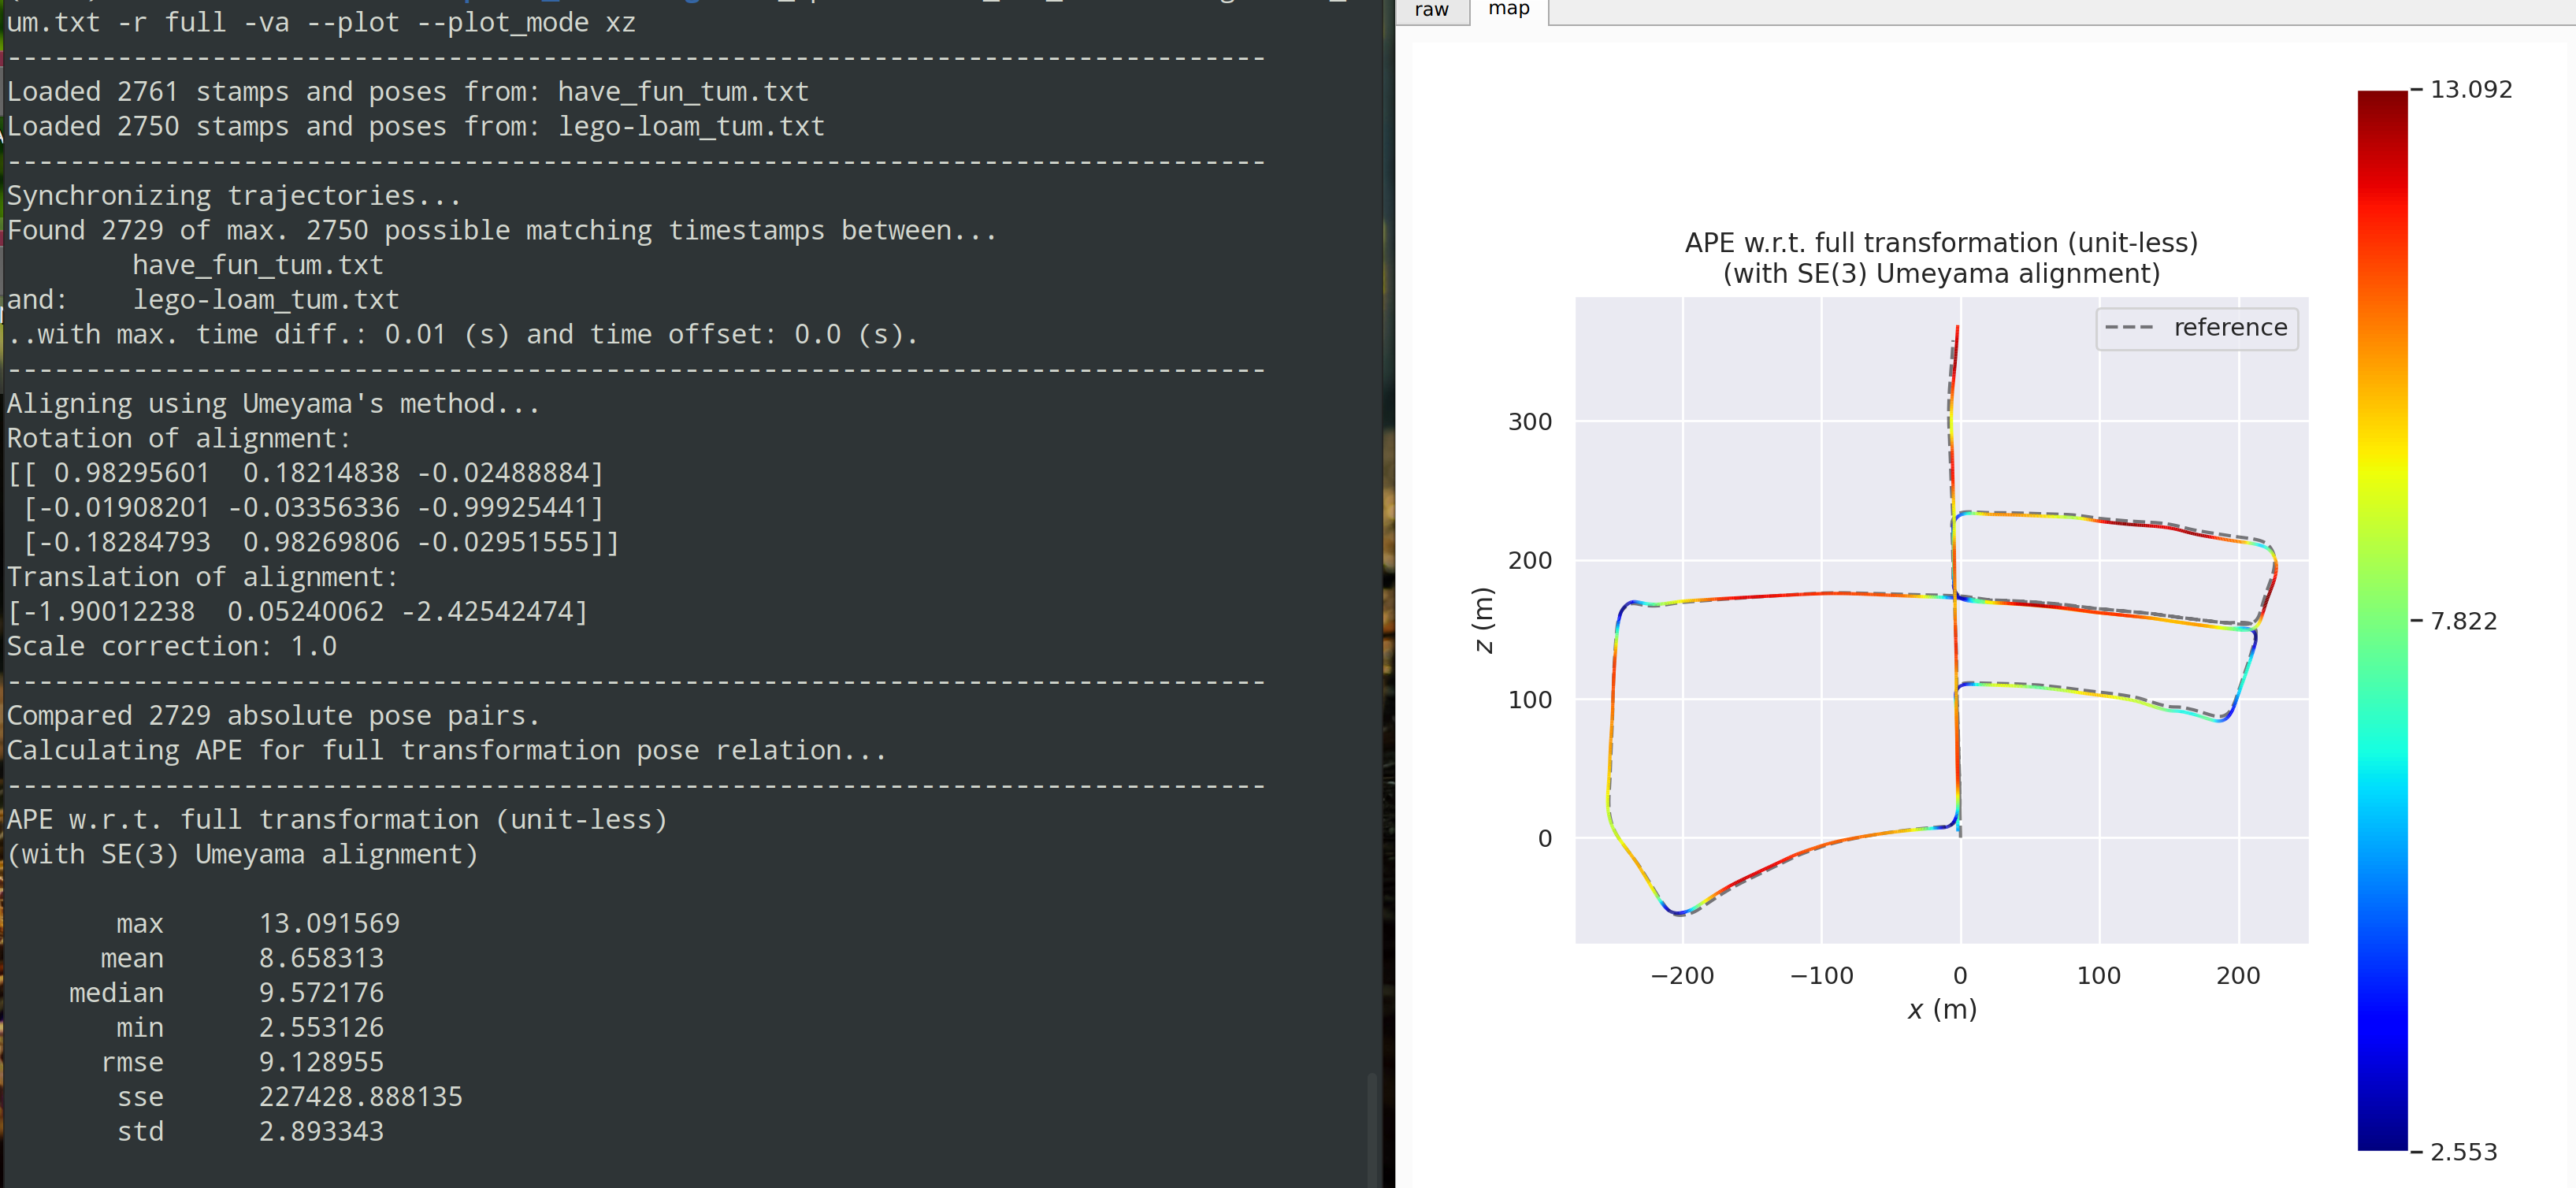 um.txt -r full -va --plot --plot_mode xz
--------------------------------------------------------------------------------
Loaded 2761 stamps and poses from: have_fun_tum.txt
Loaded 2750 stamps and poses from: lego-loam_tum.txt
--------------------------------------------------------------------------------
Synchronizing trajectories...
Found 2729 of max. 2750 possible matching timestamps between...
        have_fun_tum.txt
and:    lego-loam_tum.txt
..with max. time diff.: 0.01 (s) and time offset: 0.0 (s).
--------------------------------------------------------------------------------
Aligning using Umeyama's method...
Rotation of alignment:
[[ 0.98295601  0.18214838 -0.02488884]
 [-0.01908201 -0.03356336 -0.99925441]
 [-0.18284793  0.98269806 -0.02951555]]
Translation of alignment:
[-1.90012238  0.05240062 -2.42542474]
Scale correction: 1.0
--------------------------------------------------------------------------------
Compared 2729 absolute pose pairs.
Calculating APE for full transformation pose relation...
--------------------------------------------------------------------------------
APE w.r.t. full transformation (unit-less)
(with SE(3) Umeyama alignment)
       max      13.091569
      mean      8.658313
    median      9.572176
       min      2.553126
      rmse      9.128955
       sse      227428.888135
       std      2.893343
raw map
APE w.r.t. full transformation (unit-less)
(with SE(3) Umeyama alignment)
reference
z (m)
300
200
100
0
−200 −100 0 100 200
x (m)
13.092
7.822
2.553